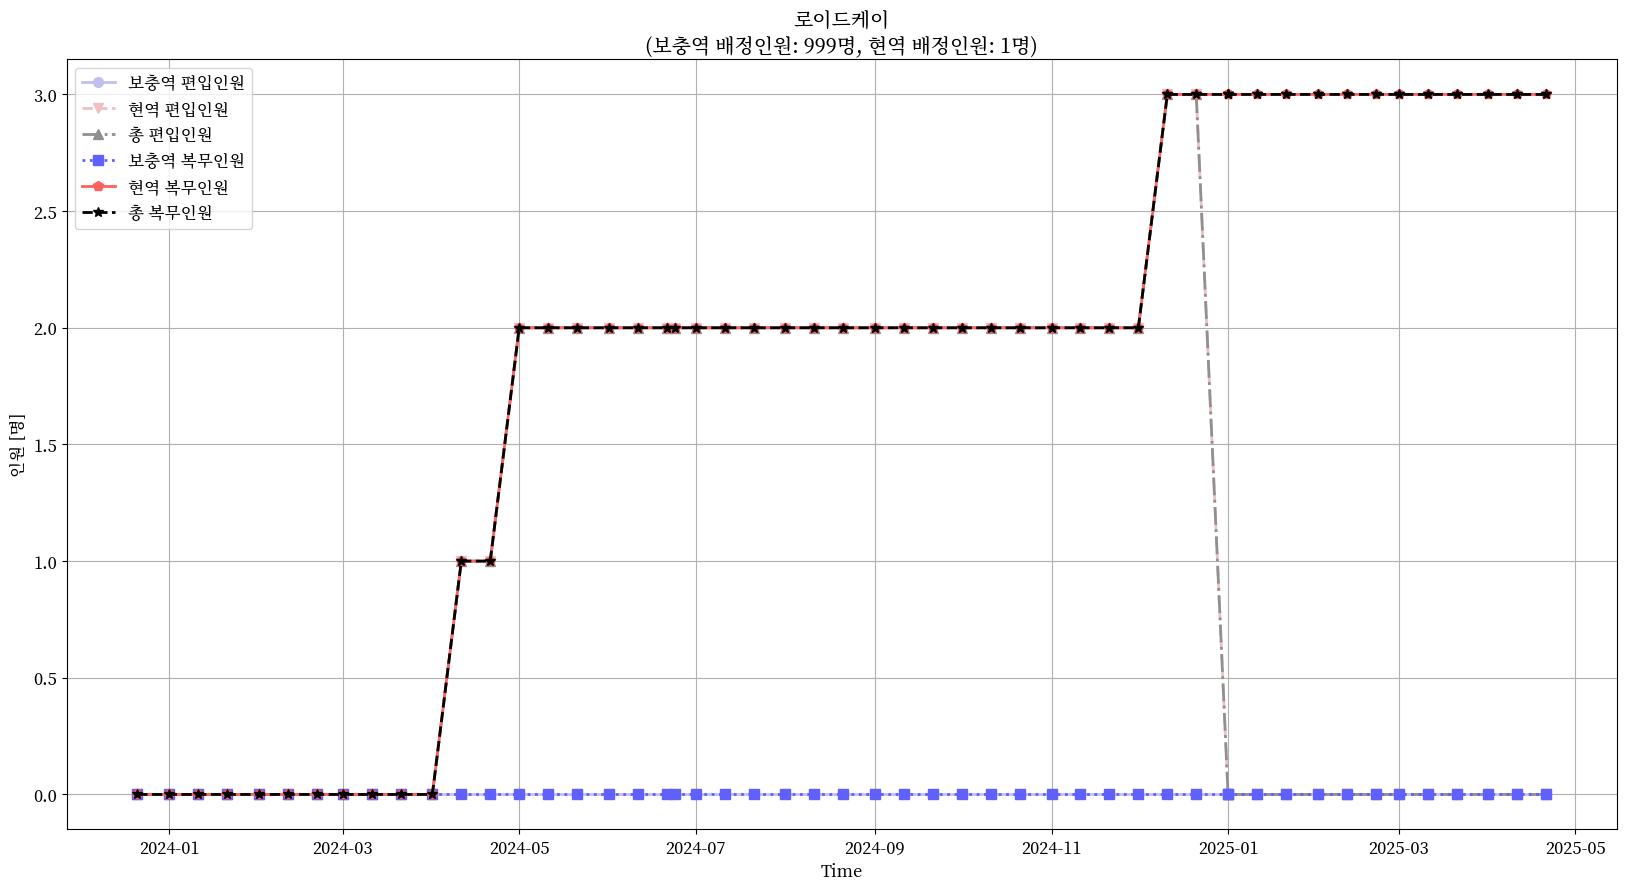 로이드케이
(보충역 배정인원: 999명, 현역 배정인원: 1명)
보충역 편입인원
현역 편입인원
총 편입인원
보충역 복무인원
현역 복무인원
총 복무인원
3.0
2.5
2.0
1.5
1.0
0.5
0.0
인원 [명]
2024-01
2024-03
2024-05
2024-07
2024-09
2024-11
2025-01
2025-03
2025-05
Time